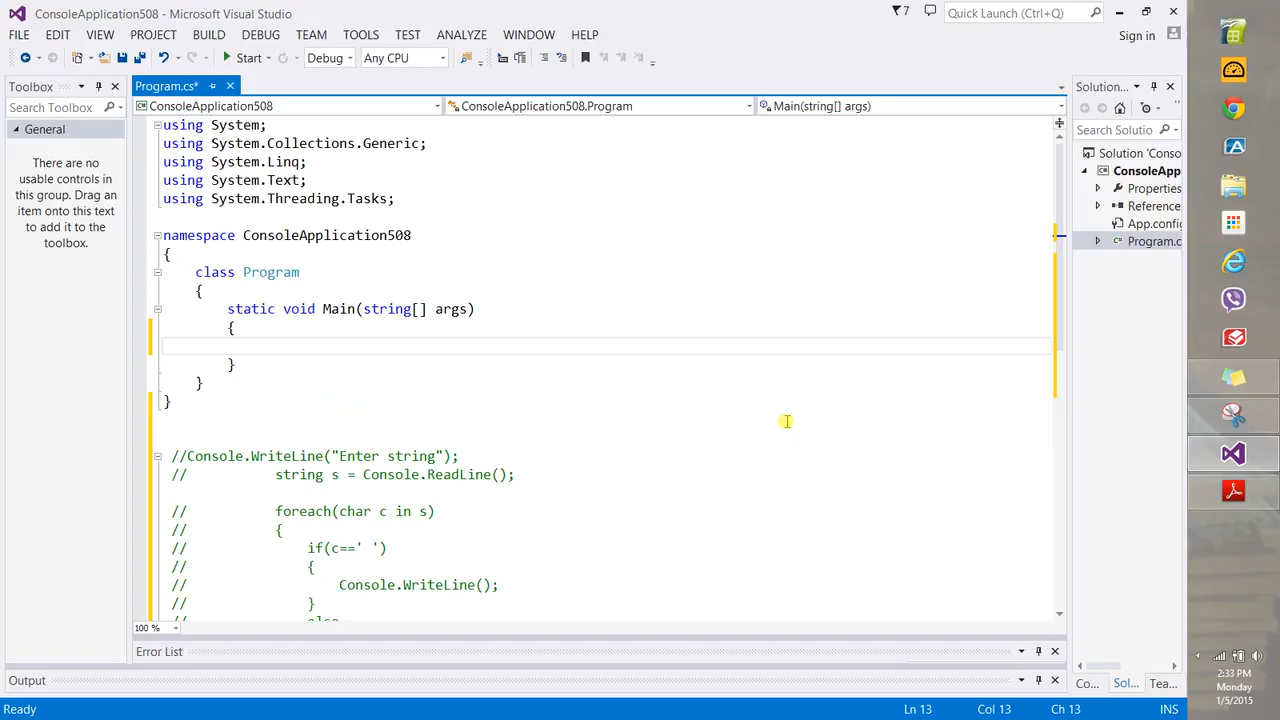 ConsoleApplication508 - Microsoft Visual Studio
7
Quick Launch (Ctrl+Q)
FILE EDIT VIEW PROJECT BUILD DEBUG TEAM TOOLS TEST ANALYZE WINDOW HELP
Sign in
Start Debug Any CPU
Toolbox
Program.cs*
Solution...
Search Toolbox
ConsoleApplication508
ConsoleApplication508.Program
Main(string[] args)
General
There are no
usable controls in
this group. Drag an
item onto this text
to add it to the
toolbox.
using System;
using System.Collections.Generic;
using System.Linq;
using System.Text;
using System.Threading.Tasks;
namespace ConsoleApplication508
{
class Program
{
static void Main(string[] args)
{
}
}
}
//Console.WriteLine("Enter string");
// string s = Console.ReadLine();
// foreach(char c in s)
// {
// if(c==' ')
// {
// Console.WriteLine();
// }
// else
100 %
Search Solutio
Solution 'Conso
ConsoleApp
Properties
Reference
App.config
Program.c
Error List
Output
Co... Sol... Tea...
Ready
Ln 13 Col 13 Ch 13 INS
2:33 PM
Monday
1/5/2015